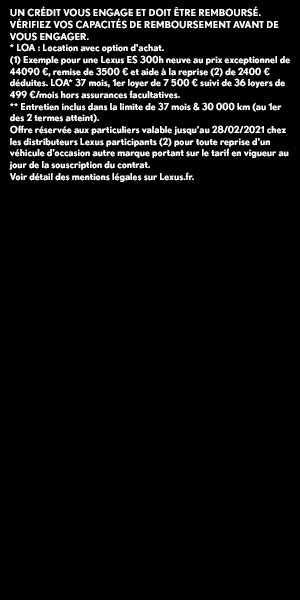 UN CRÉDIT VOUS ENGAGE ET DOIT ÊTRE REMBOURSÉ.
VÉRIFIEZ VOS CAPACITÉS DE REMBOURSEMENT AVANT DE
VOUS ENGAGER.
* LOA : Location avec option d'achat.
(1) Exemple pour une Lexus ES 300h neuve au prix exceptionnel de
44090 €, remise de 3500 € et aide à la reprise (2) de 2400 €
déduites. LOA* 37 mois, 1er loyer de 7 500 € suivi de 36 loyers de
499 €/mois hors assurances facultatives.
** Entretien inclus dans la limite de 37 mois & 30 000 km (au 1er
des 2 termes atteint).
Offre réservée aux particuliers valable jusqu'au 28/02/2021 chez
les distributeurs Lexus participants (2) pour toute reprise d'un
véhicule d'occasion autre marque portant sur le tarif en vigueur au
jour de la souscription du contrat.
Voir détail des mentions légales sur Lexus.fr.